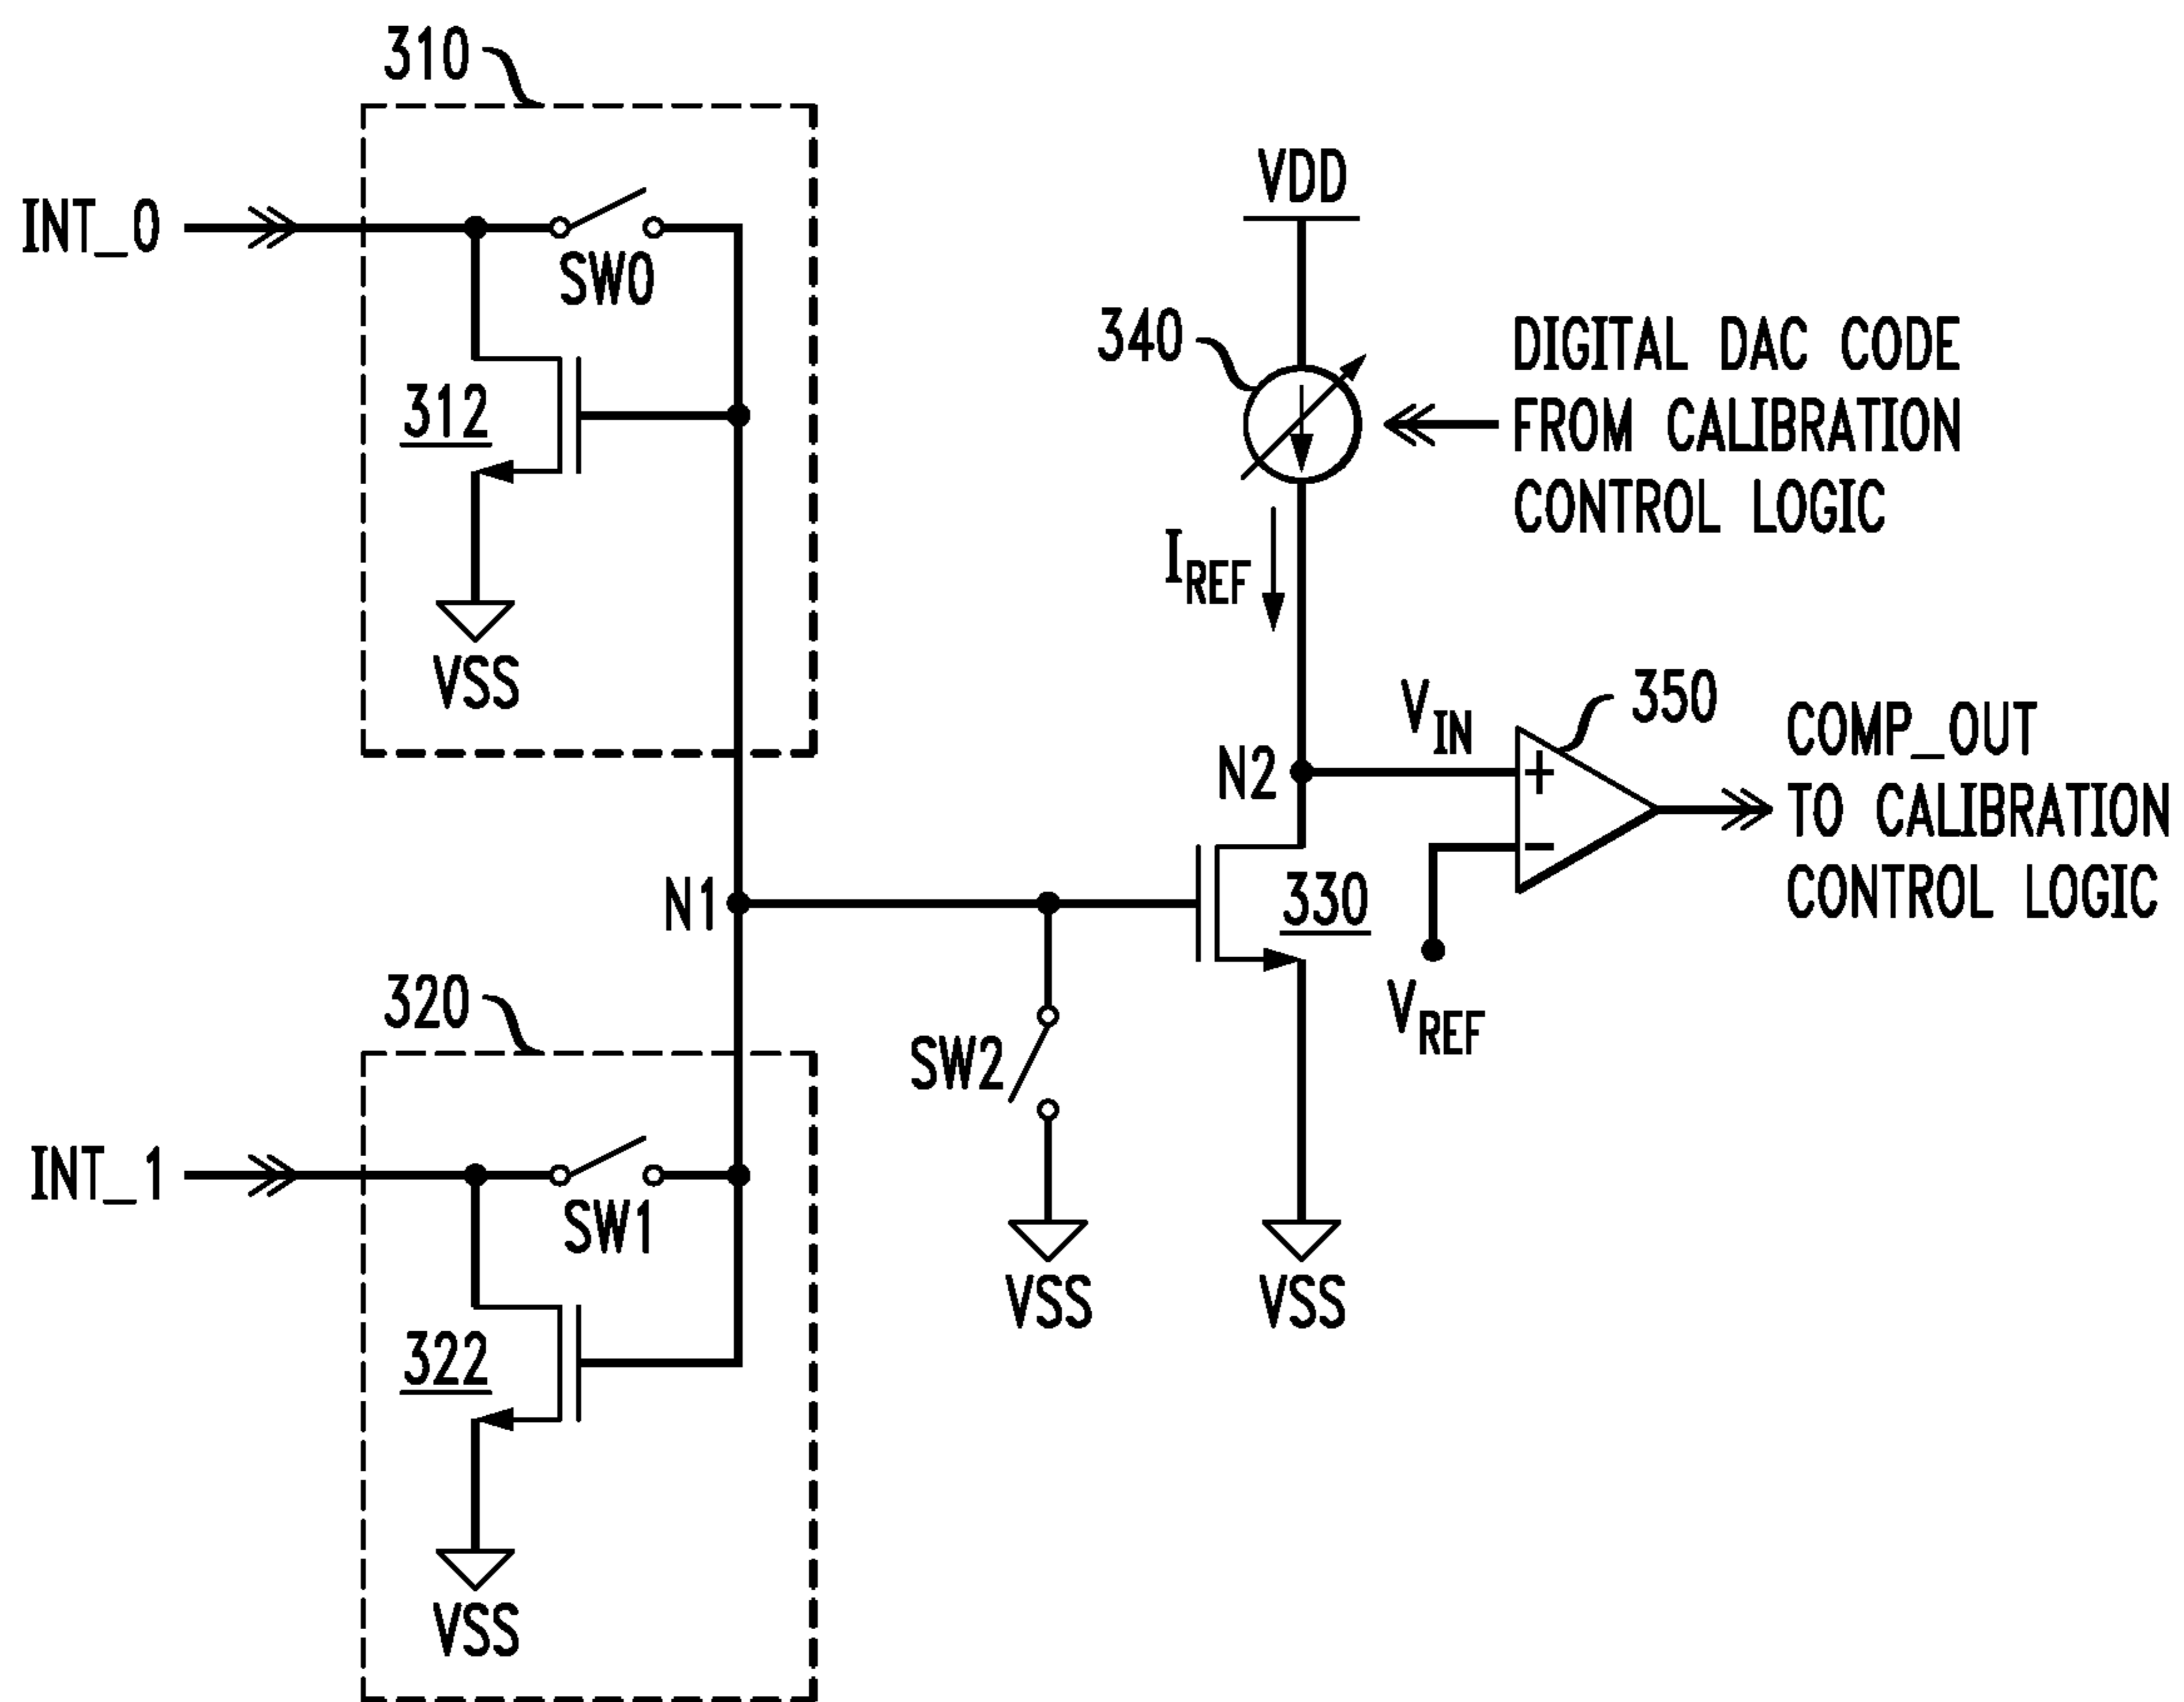 310
INT_0
SW0
312
VSS
VDD
340
DIGITAL DAC CODE
FROM CALIBRATION
CONTROL LOGIC
IREF
VIN
350
COMP_OUT
TO CALIBRATION
CONTROL LOGIC
N2
+
−
N1
330
VREF
320
SW2
INT_1
SW1
VSS
VSS
322
VSS